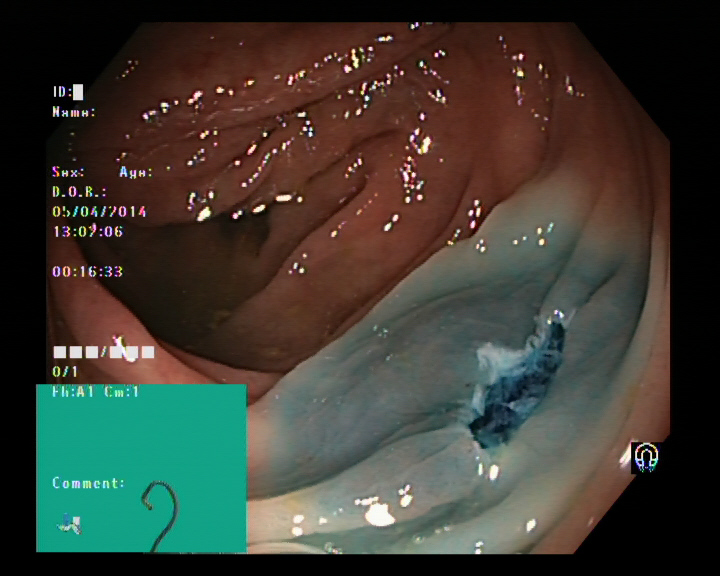 ID:
Name:
Sex: Age:
D.O.B.:
05/04/2014
13:07:06
00:16:33
/
0/1
Ph:A1 Cm:1
Comment: